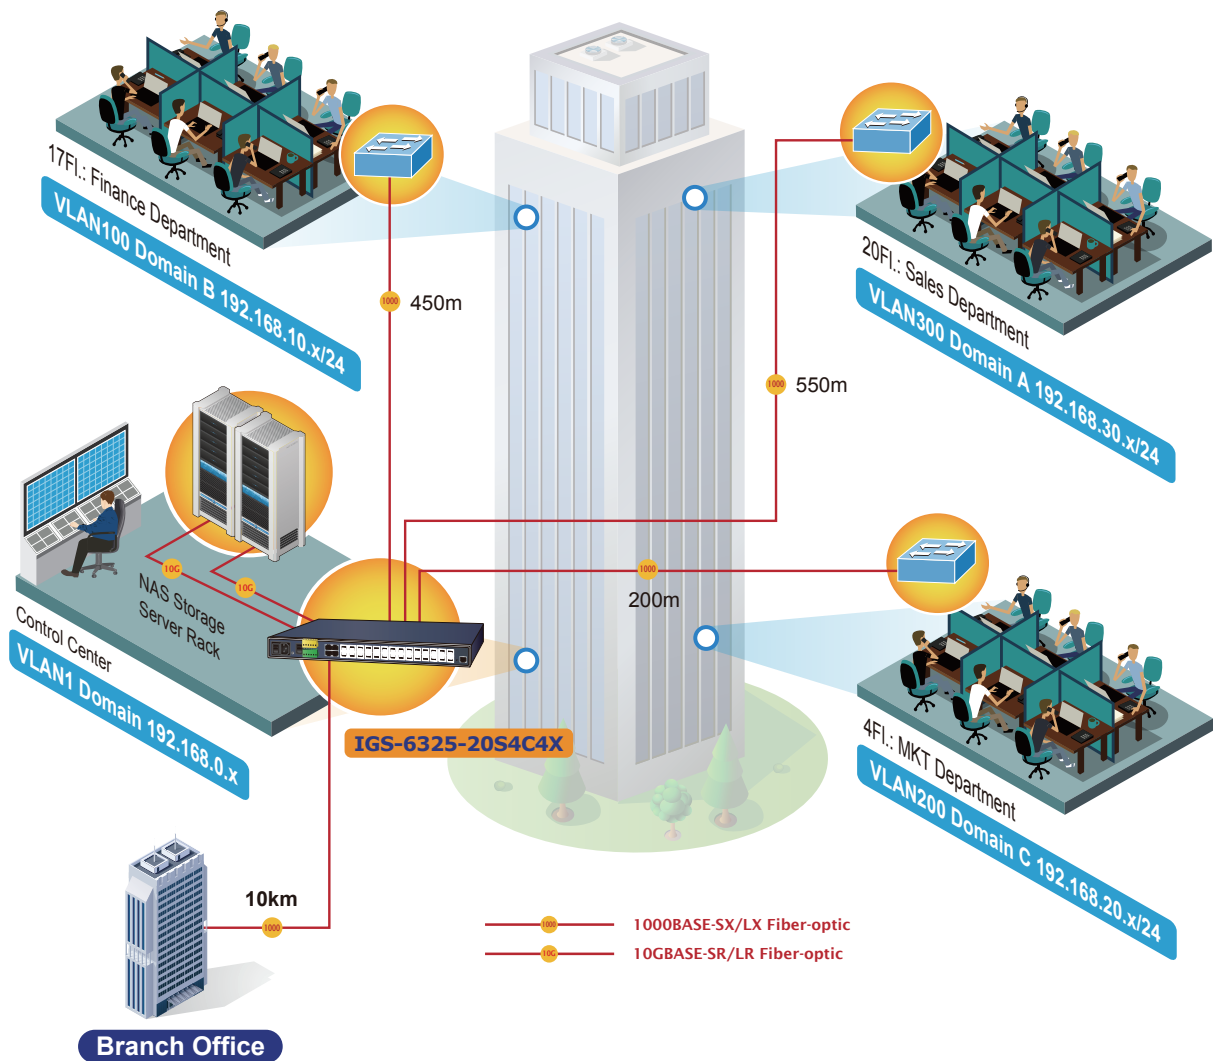 17Fl.: Finance Department
VLAN100 Domain B 192.168.10.x/24
1000
450m
20Fl.: Sales Department
VLAN300 Domain A 192.168.30.x/24
1000
550m
10G
10G
NAS Storage
Server Rack
Control Center
VLAN1 Domain 192.168.0.x
IGS-6325-20S4C4X
1000
200m
4Fl.: MKT Department
VLAN200 Domain C 192.168.20.x/24
10km
1000
Branch Office
1000
1000BASE-SX/LX Fiber-optic
10G
10GBASE-SR/LR Fiber-optic